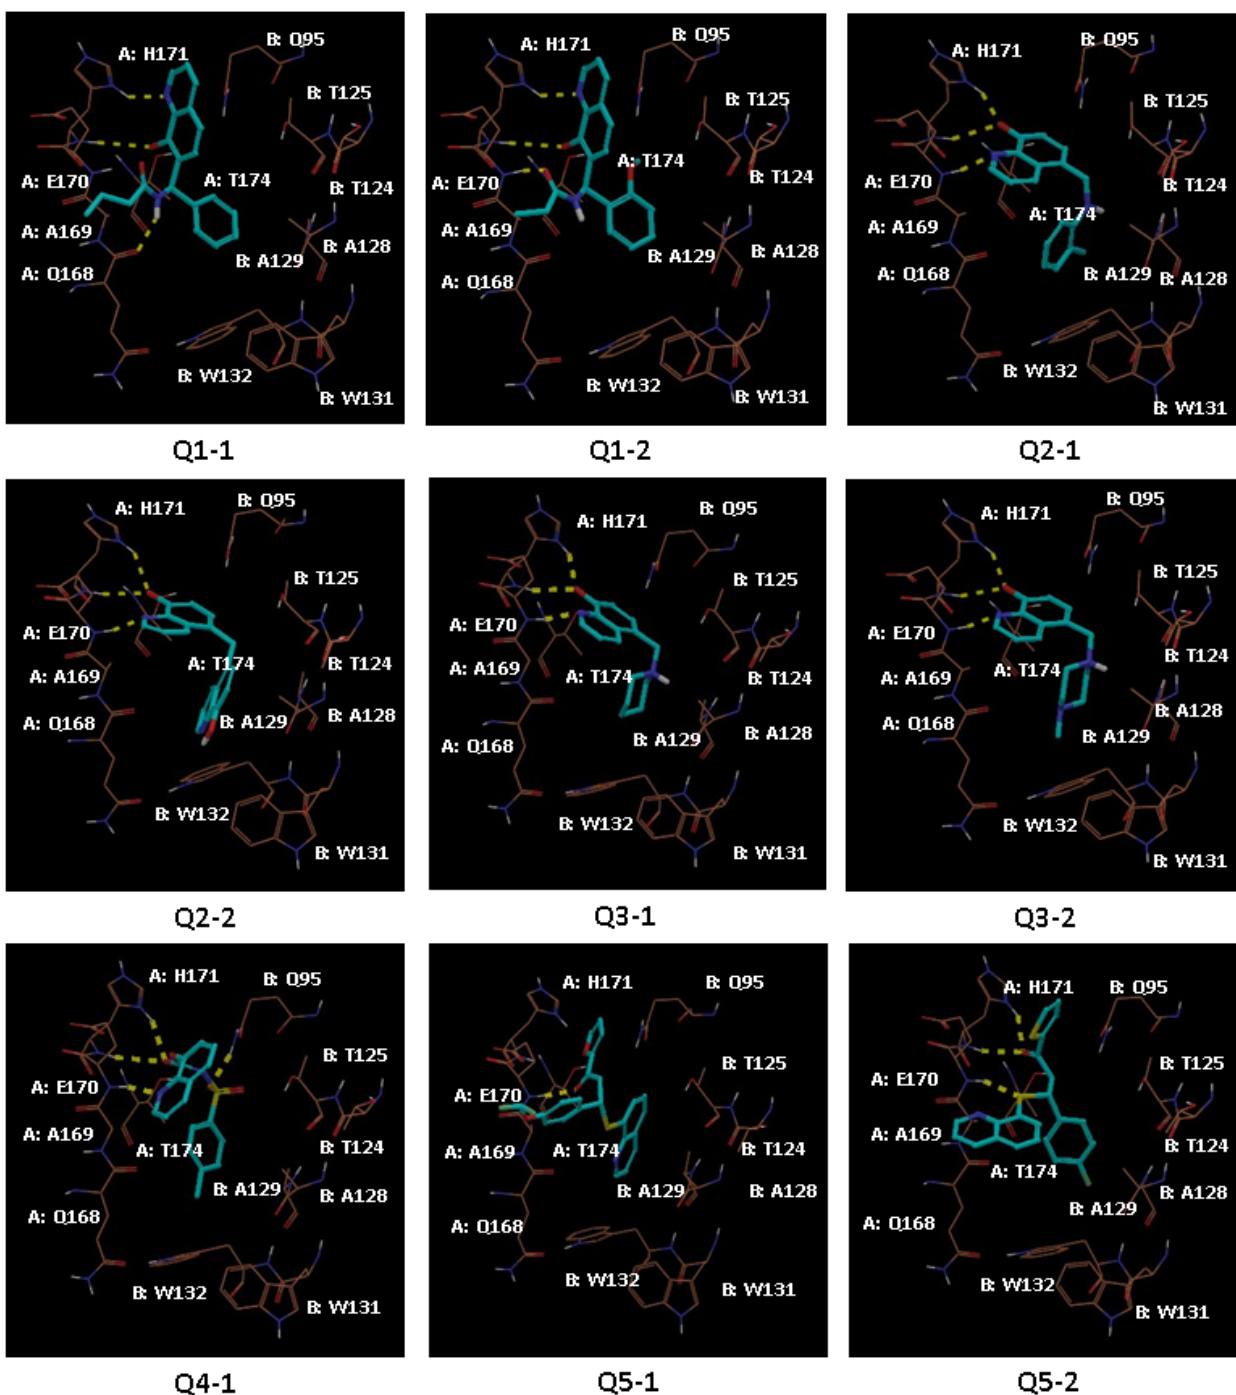 A: H171
B: Q95
B: T125
A: E170
A: T174
B: T124
A: A169
B: A128
B: A129
A: Q168
B: W132
B: W131
Q1-1
A: H171
B: Q95
B: T125
A: T174
A: E170
B: T124
A: A169
B: A128
B: A129
A: Q168
B: W132
B: W131
Q1-2
A: H171
B: Q95
B: T125
A: E170
B: T124
A: T174
A: A169
B: A129
B: A128
A: Q168
B: W132
B: W131
Q2-1
A: H171
B: Q95
B: T125
A: E170
B: T124
A: T174
A: A169
B: A129
B: A128
A: Q168
B: W132
B: W131
Q2-2
A: H171
B: Q95
B: T125
A: E170
A: A169
A: T174
B: T124
B: A128
B: A129
A: Q168
B: W132
B: W131
Q3-1
A: H171
B: Q95
B: T125
A: E170
B: T124
A: T174
A: A169
B: A128
A: Q168
B: A129
B: W132
B: W131
Q3-2
A: H171
B: Q95
B: T125
A: E170
A: A169
B: T124
A: T174
B: A129
B: A128
A: Q168
B: W132
B: W131
Q4-1
A: H171
B: Q95
B: T125
A: E170
A: A169
A: T174
B: T124
B: A129
B: A128
A: Q168
B: W132
B: W131
Q5-1
A: H171
B: Q95
B: T125
A: E170
A: A169
B: T124
A: T174
B: A128
B: A129
A: Q168
B: W132
B: W131
Q5-2